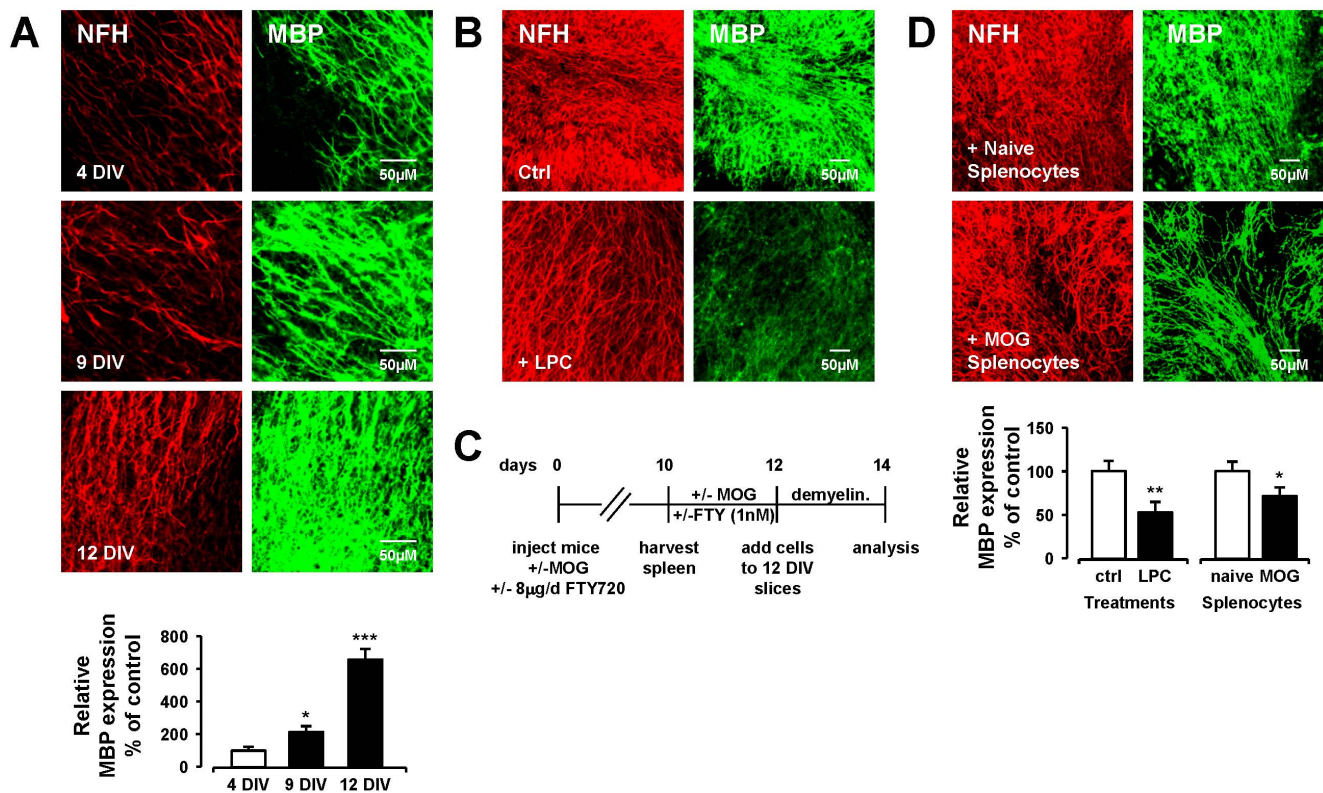 A
NFH
MBP
4 DIV
50µM
9 DIV
50µM
12 DIV
50µM
Relative
MBP expression
% of control
800
600
400
200
0
*
***
4 DIV 9 DIV 12 DIV
B
NFH
MBP
Ctrl
50µM
+ LPC
50µM
C
days 0 10 12 14
+/- MOG
+/-FTY (1nM)
demyelin.
inject mice
+/-MOG
+/- 8µg/d FTY720
harvest
spleen
add cells
to 12 DIV
slices
analysis
D
NFH
MBP
+ Naive
Splenocytes
50µM
+ MOG
Splenocytes
50µM
Relative
MBP expression
% of control
150
100
50
0
**
*
ctrl LPC naive MOG
Treatments Splenocytes